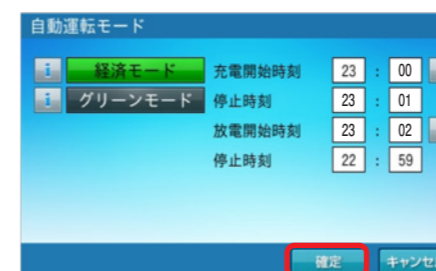 自動運転モード
i 経済モード 充電開始時刻 23 : 00
i グリーンモード 停止時刻 23 : 01
放電開始時刻 23 : 02
停止時刻 22 : 59
確定 キャンセ